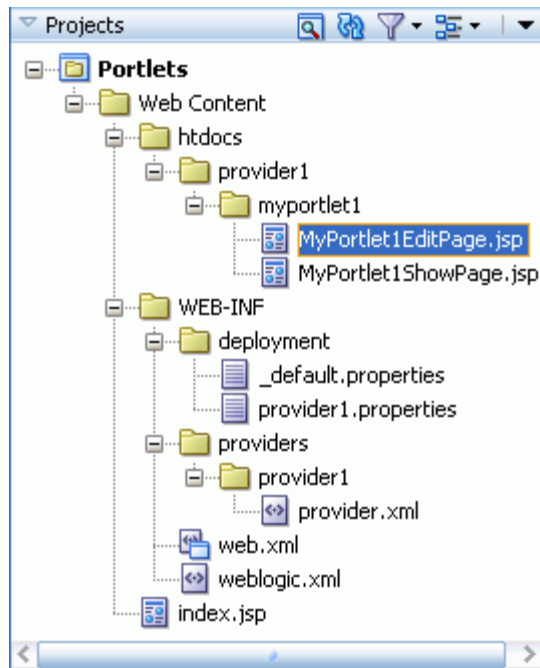 Projects
Portlets
Web Content
htdocs
provider1
myportlet1
MyPortlet1EditPage.jsp
MyPortlet1ShowPage.jsp
WEB-INF
deployment
_default.properties
provider1.properties
providers
provider1
provider.xml
web.xml
weblogic.xml
index.jsp